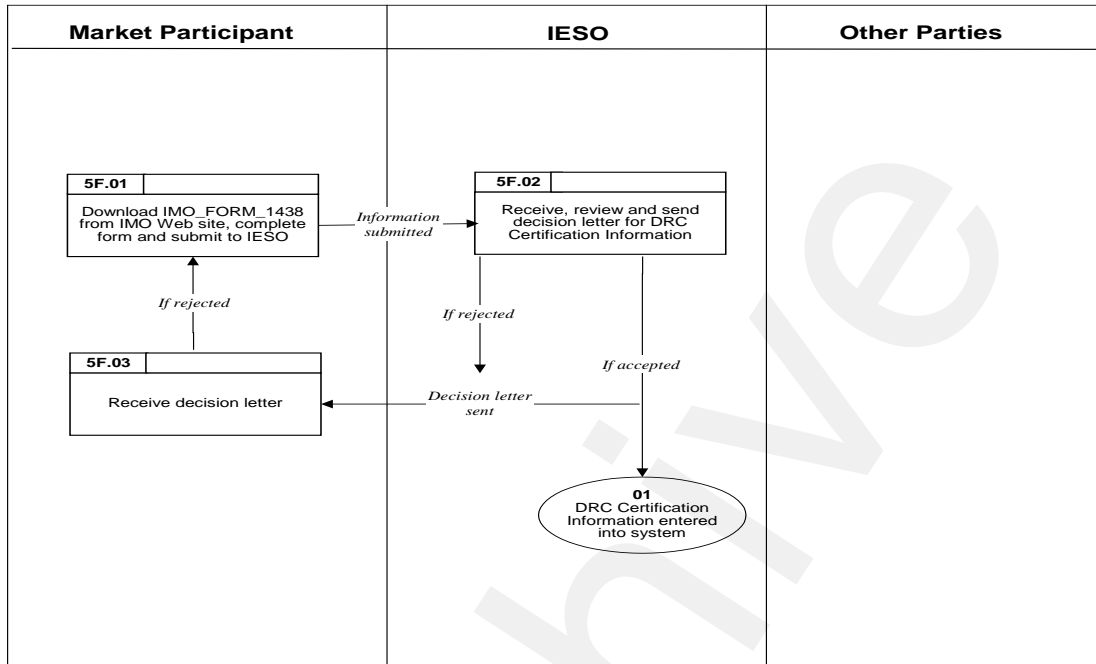 Market Participant
IESO
Other Parties
5F.01
Download IMO_FORM_1438
from IMO Web site, complete
form and submit to IESO
Information
submitted
5F.02
Receive, review and send
decision letter for DRC
Certification Information
If rejected
If rejected
If accepted
5F.03
Receive decision letter
Decision letter
sent
01
DRC Certification
Information entered
into system
hive